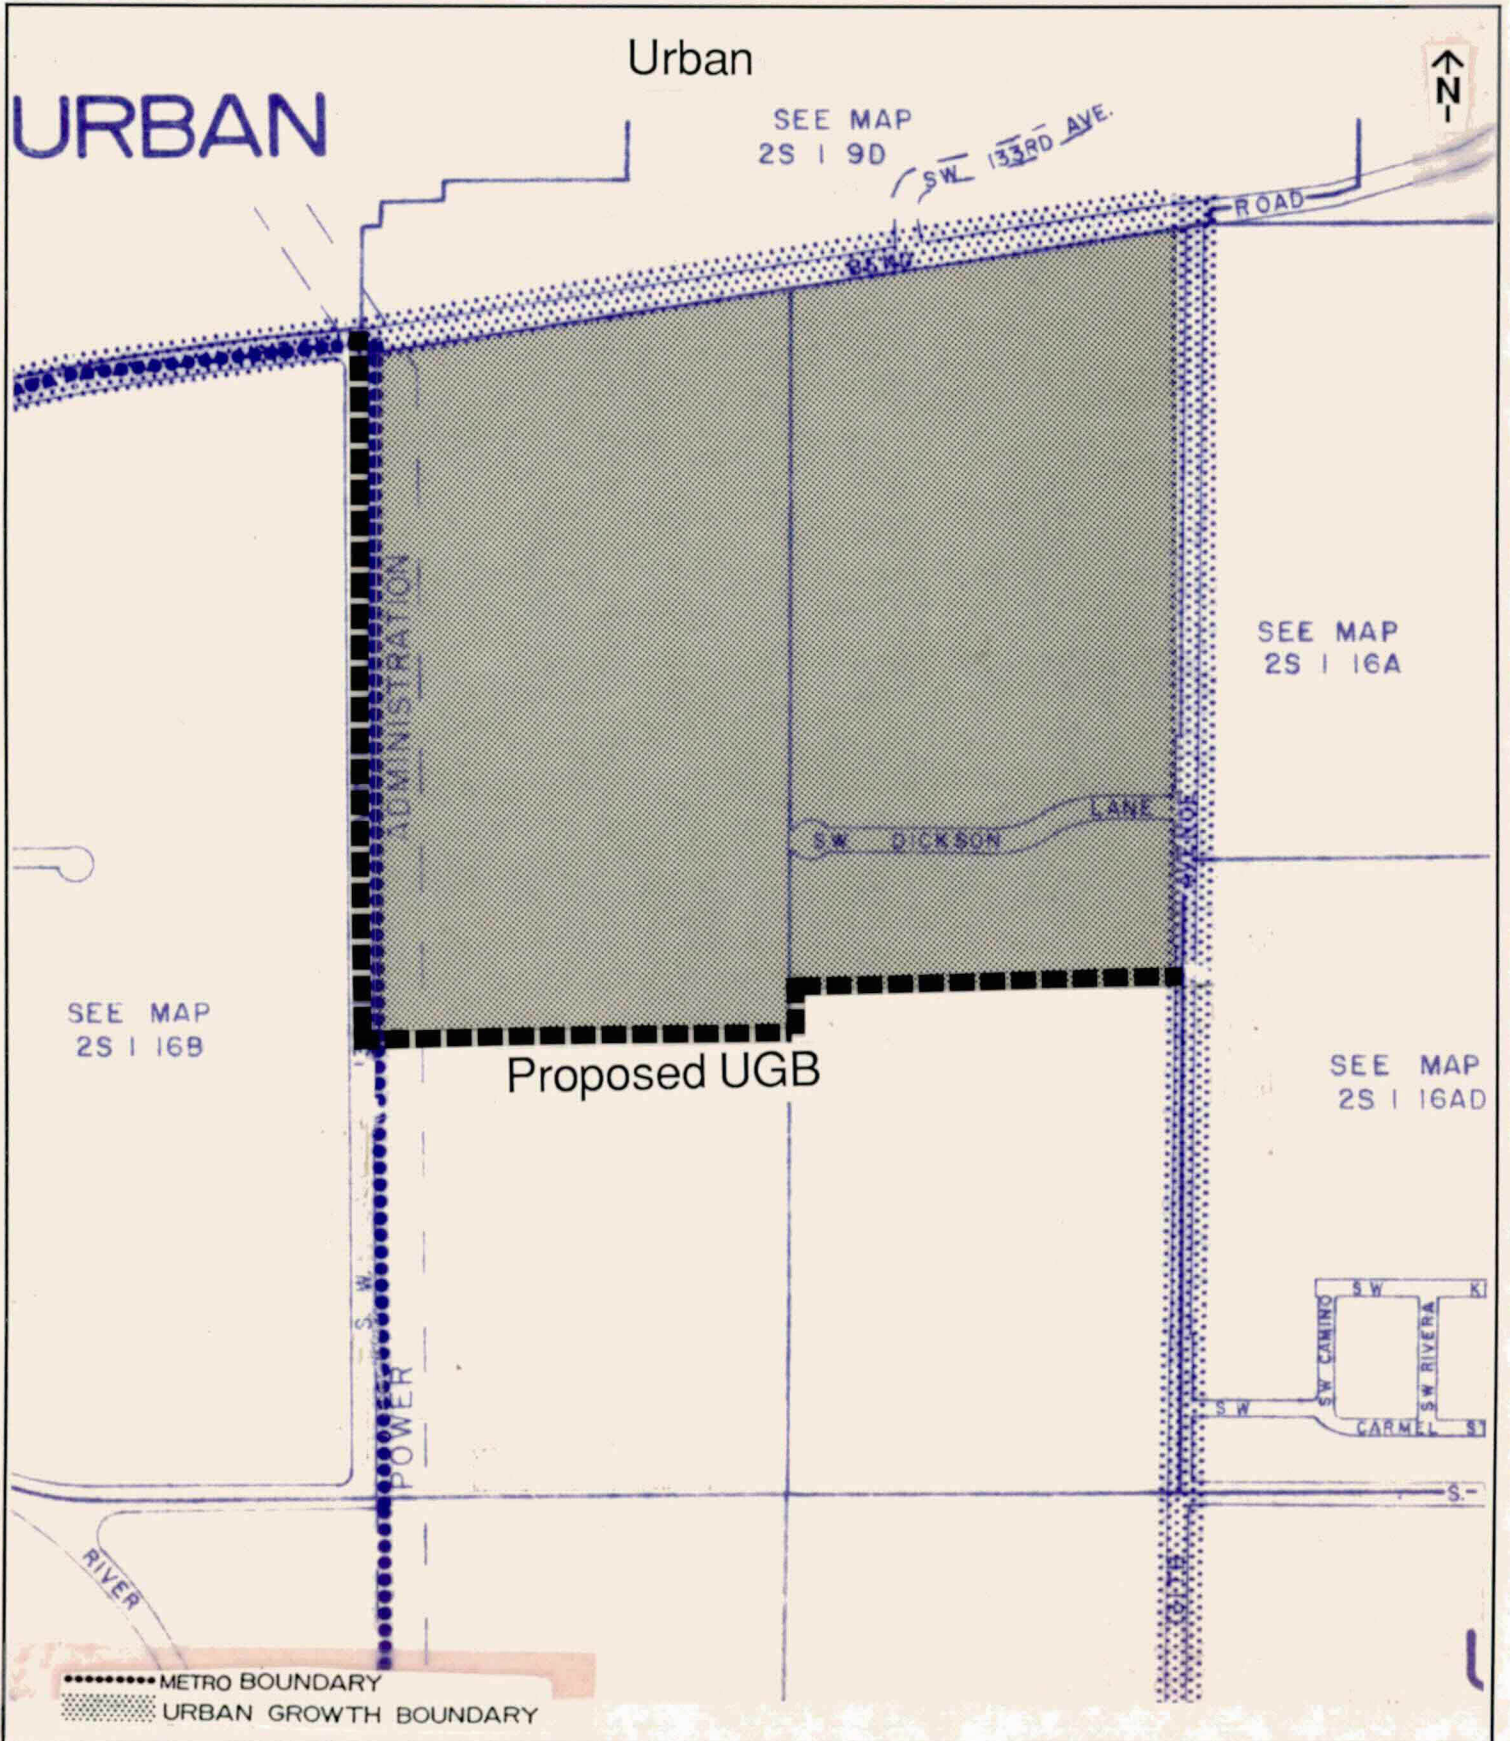 Urban
N
URBAN
SEE MAP
2S 1 9D
SW 133RD AVE.
ROAD
ADMINISTRATION
SEE MAP
2S 1 16A
LANE
SW DICKSON
AVENUE
SEE MAP
2S 1 16B
Proposed UGB
SEE MAP
2S 1 16AD
S. W.
POWER
SW K
SW CAMINO
SW RIVERA
SW
CARMEL ST
S.
RIVER
METRO BOUNDARY
URBAN GROWTH BOUNDARY